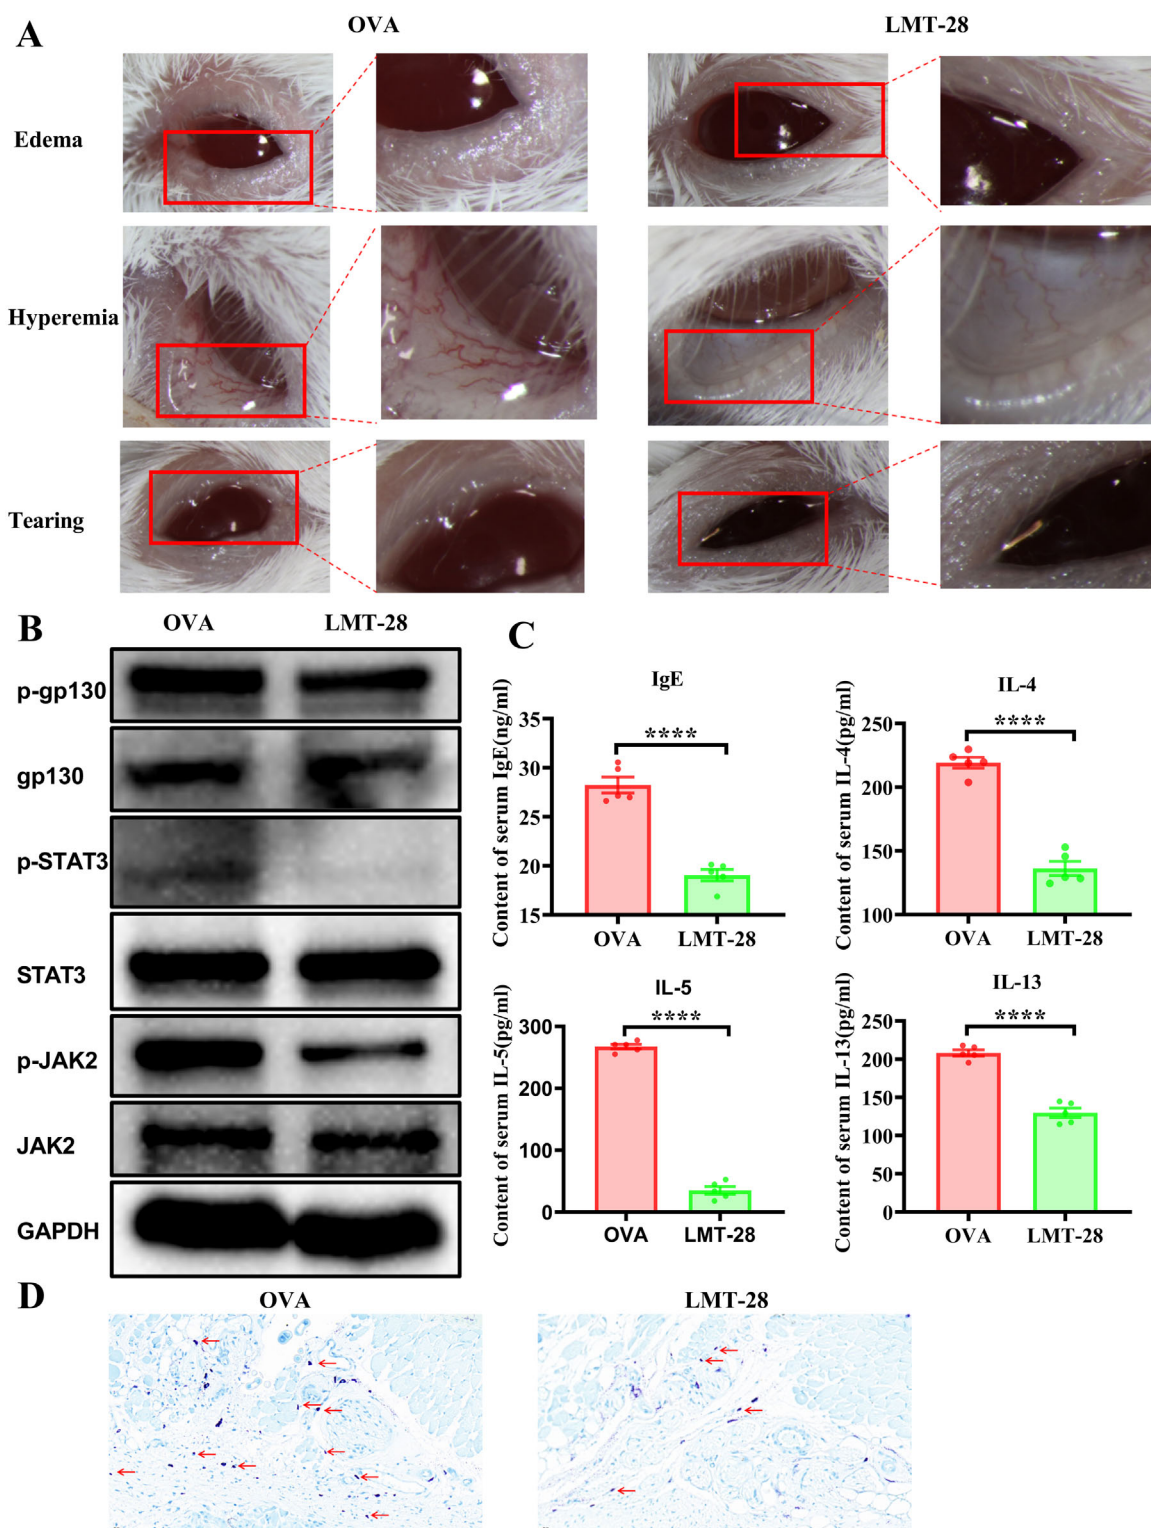 A
OVA
LMT-28
Edema
Hyperemia
Tearing
B
OVA
LMT-28
p-gp130
gp130
p-STAT3
STAT3
p-JAK2
JAK2
GAPDH
C
IgE
Content of serum IgE(ng/ml)
35
31
27
23
19
15
****
OVA
LMT-28
IL-4
Content of serum IL-4(pg/ml)
250
200
150
100
****
OVA
LMT-28
IL-5
Content of serum IL-5(pg/ml)
300
200
100
0
****
OVA
LMT-28
IL-13
Content of serum IL-13(pg/ml)
250
200
150
100
50
0
****
OVA
LMT-28
D
OVA
LMT-28